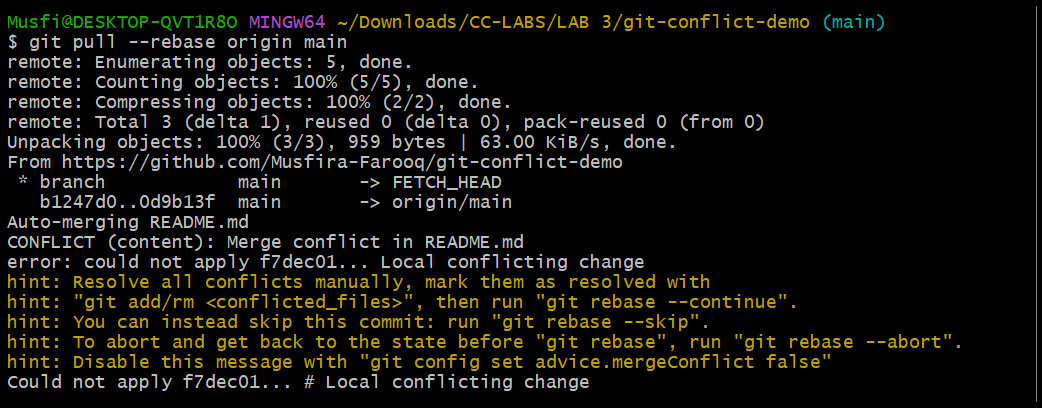 Musfi@DESKTOP-QVT1R8O MINGW64 ~/Downloads/CC-LABS/LAB 3/git-conflict-demo (main)
$ git pull --rebase origin main
remote: Enumerating objects: 5, done.
remote: Counting objects: 100% (5/5), done.
remote: Compressing objects: 100% (2/2), done.
remote: Total 3 (delta 1), reused 0 (delta 0), pack-reused 0 (from 0)
Unpacking objects: 100% (3/3), 959 bytes | 63.00 KiB/s, done.
From https://github.com/Musfira-Farooq/git-conflict-demo
 * branch            main       -> FETCH_HEAD
   b1247d0..0d9b13f  main       -> origin/main
Auto-merging README.md
CONFLICT (content): Merge conflict in README.md
error: could not apply f7dec01... Local conflicting change
hint: Resolve all conflicts manually, mark them as resolved with
hint: "git add/rm <conflicted_files>", then run "git rebase --continue".
hint: You can instead skip this commit: run "git rebase --skip".
hint: To abort and get back to the state before "git rebase", run "git rebase --abort".
hint: Disable this message with "git config set advice.mergeConflict false"
Could not apply f7dec01... # Local conflicting change